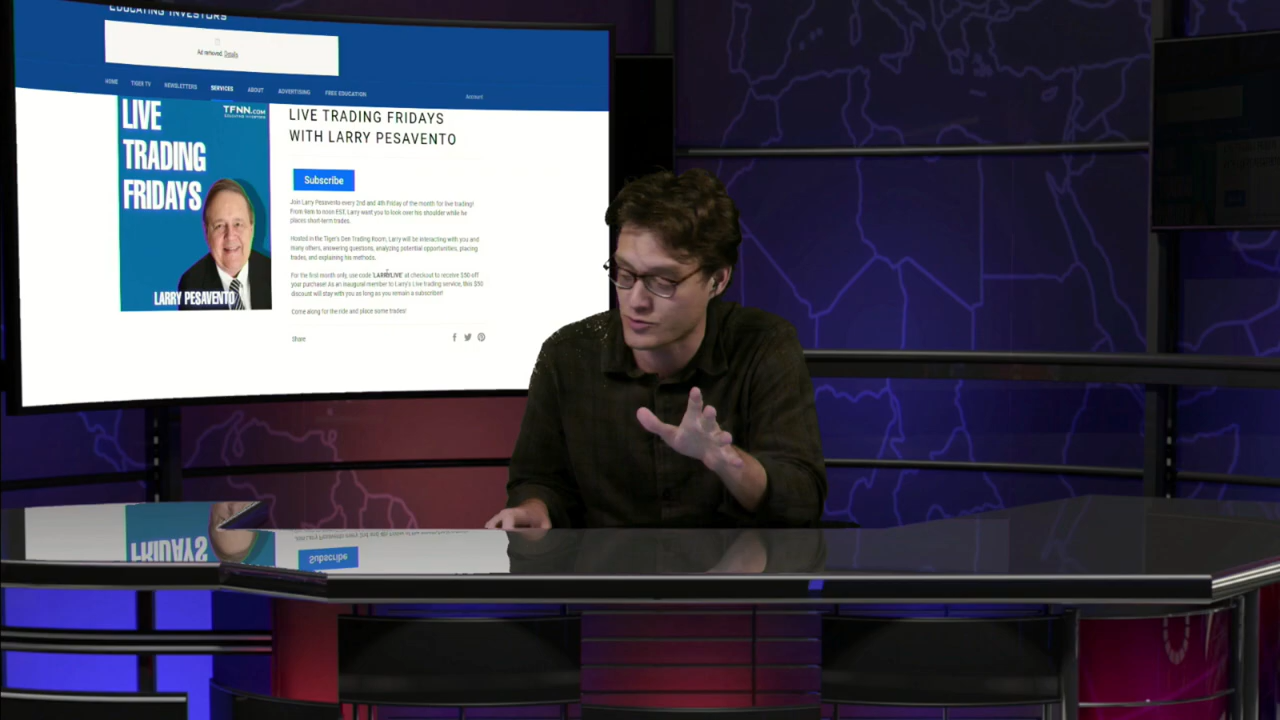 EDUCATING INVESTORS
Ad removed. Details
HOME TIGER TV NEWSLETTERS SERVICES ABOUT ADVERTISING FREE EDUCATION
Account
LIVE
TRADING
FRIDAYS
TFNN.COM
EDUCATING INVESTORS
LARRY PESAVENTO
LIVE TRADING FRIDAYS
WITH LARRY PESAVENTO
Subscribe
Join Larry Pesavento every 2nd and 4th Friday of the month for live trading!
From 9am to noon EST, Larry want you to look over his shoulder while he
places short-term trades.
Hosted in the Tiger's Den Trading Room, Larry will be interacting with you and
many others, answering questions, analyzing potential opportunities, placing
trades, and explaining his methods.
For the first month only, use code 'LARRYLIVE' at checkout to receive $50 off
your purchase! As an inaugural member to Larry's Live trading service, this $50
discount will stay with you as long as you remain a subscriber!
Come along for the ride and place some trades!
Share
FRIDAYS
Subscribe